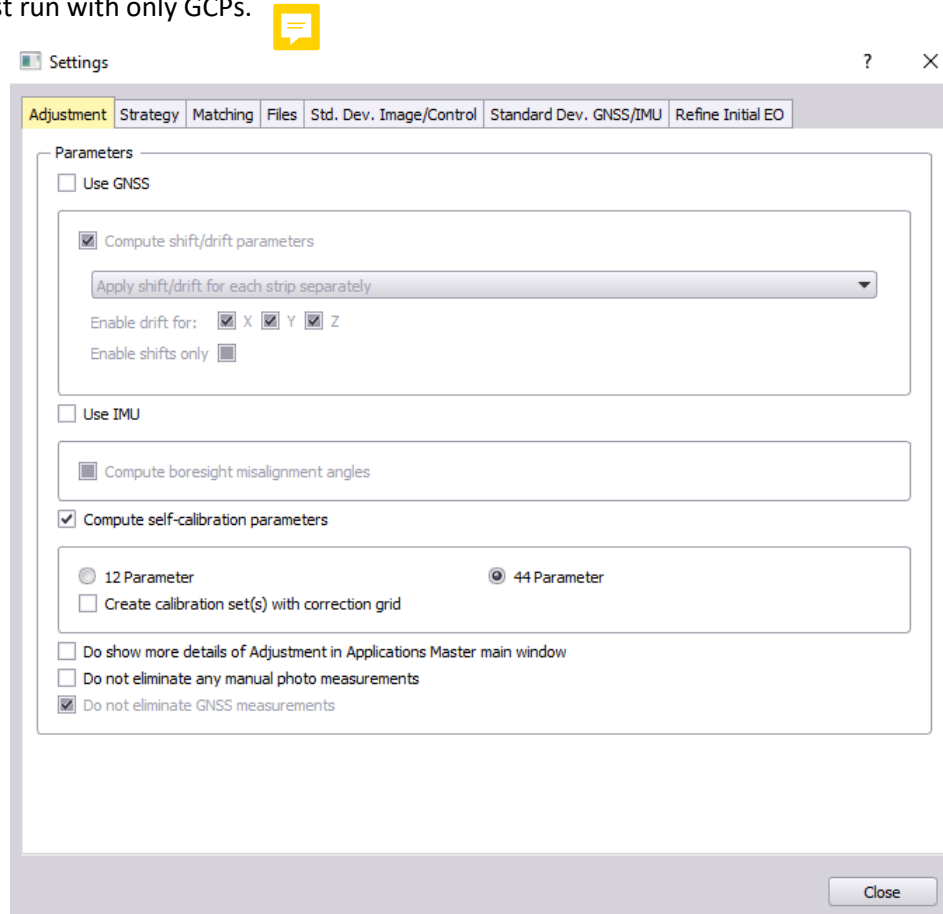 st run with only GCPs.
Settings
?
Adjustment Strategy Matching Files Std. Dev. Image/Control Standard Dev. GNSS/IMU Refine Initial EO
Parameters
Use GNSS
Compute shift/drift parameters
Apply shift/drift for each strip separately
Enable drift for: X Y Z
Enable shifts only
Use IMU
Compute boresight misalignment angles
Compute self-calibration parameters
12 Parameter 44 Parameter
Create calibration set(s) with correction grid
Do show more details of Adjustment in Applications Master main window
Do not eliminate any manual photo measurements
Do not eliminate GNSS measurements
Close